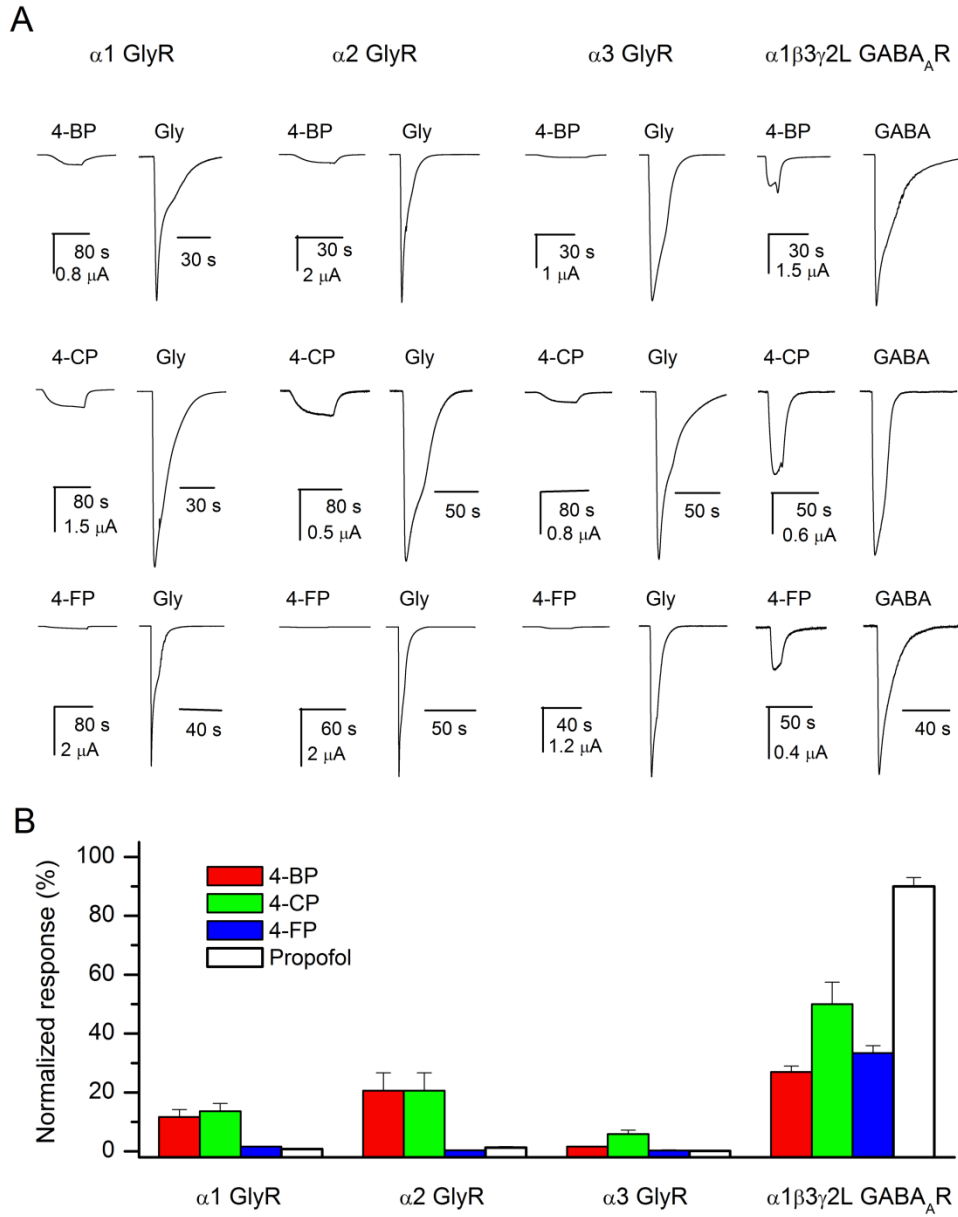 A
α1 GlyR α2 GlyR α3 GlyR α1β3γ2L GABA_AR
4-BP Gly 4-BP Gly 4-BP Gly 4-BP GABA
80 s 30 s 30 s 30 s 30 s
0.8 μA 2 μA 1 μA 1.5 μA
4-CP Gly 4-CP Gly 4-CP Gly 4-CP GABA
80 s 30 s 80 s 50 s 80 s 50 s 50 s
1.5 μA 0.5 μA 0.8 μA 0.6 μA
4-FP Gly 4-FP Gly 4-FP Gly 4-FP GABA
80 s 40 s 60 s 50 s 40 s 50 s 40 s
2 μA 2 μA 1.2 μA 0.4 μA
B
Normalized response (%)
100
80
60
40
20
0
4-BP
4-CP
4-FP
Propofol
α1 GlyR α2 GlyR α3 GlyR α1β3γ2L GABA_AR